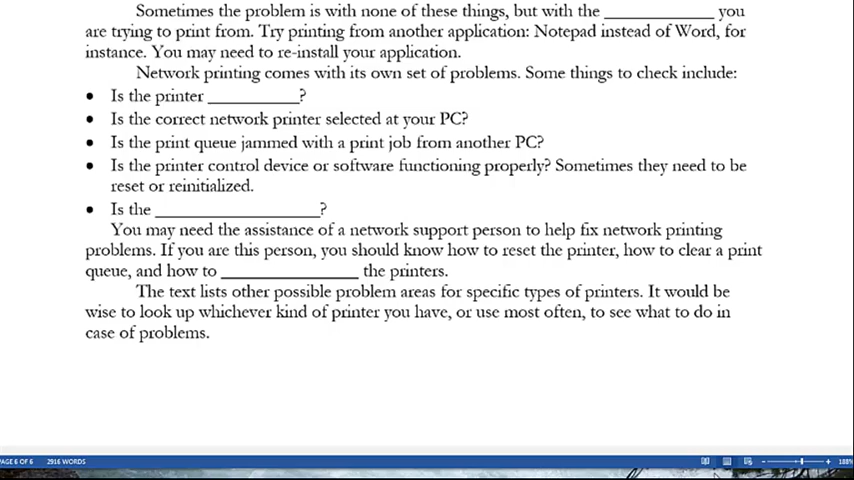 Sometimes the problem is with none of these things, but with the ____________ you
are trying to print from. Try printing from another application: Notepad instead of Word, for
instance. You may need to re-install your application.
Network printing comes with its own set of problems. Some things to check include:
• Is the printer __________?
• Is the correct network printer selected at your PC?
• Is the print queue jammed with a print job from another PC?
• Is the printer control device or software functioning properly? Sometimes they need to be
reset or reinitialized.
• Is the __________________?
You may need the assistance of a network support person to help fix network printing
problems. If you are this person, you should know how to reset the printer, how to clear a print
queue, and how to _______________ the printers.
The text lists other possible problem areas for specific types of printers. It would be
wise to look up whichever kind of printer you have, or use most often, to see what to do in
case of problems.
PAGE 6 OF 6 2916 WORDS 188%